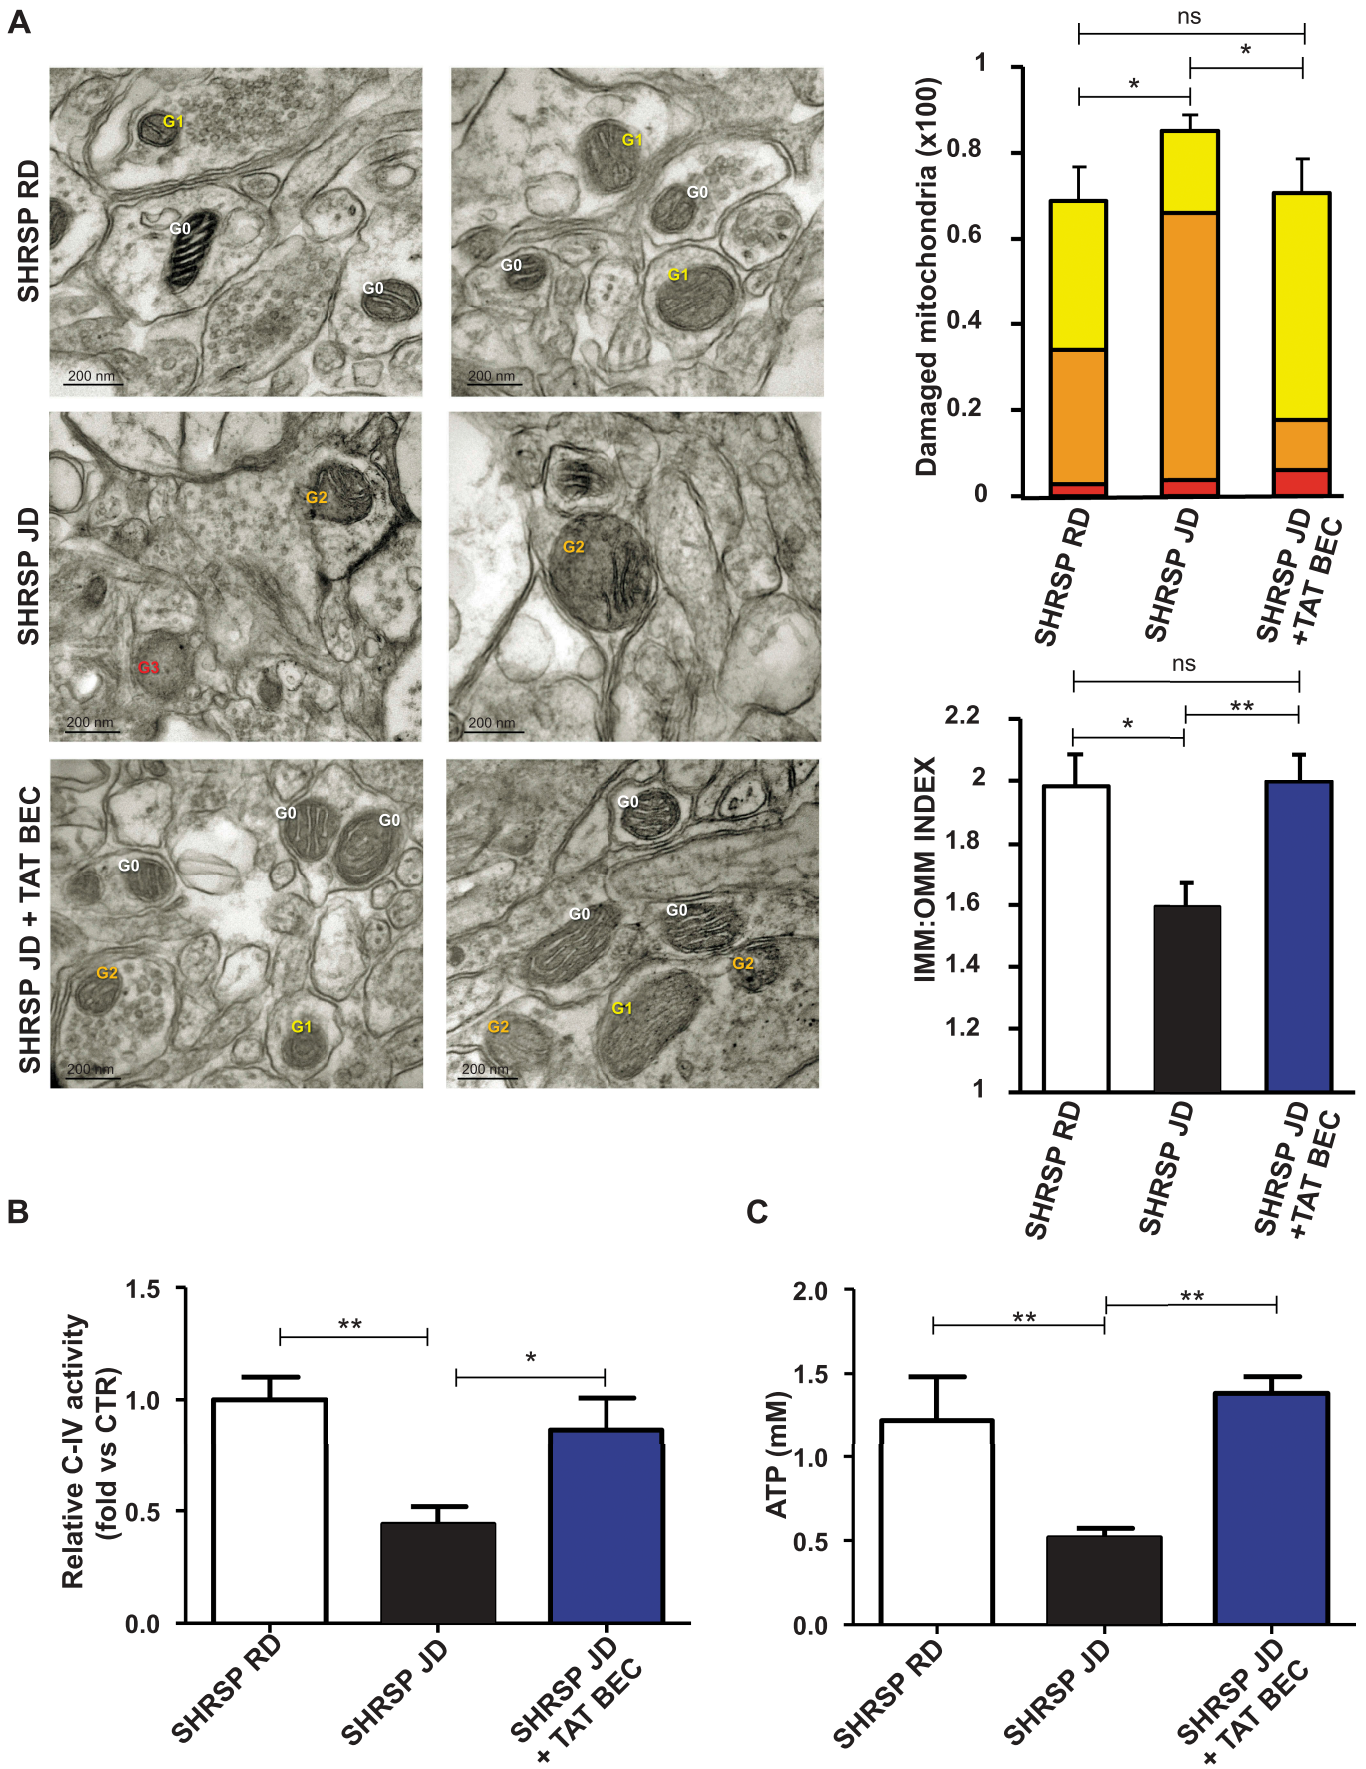 A
SHRSP RD
G1
G0
G0
200 nm
G1
G0
G0
G1
200 nm
SHRSP JD
G2
G3
200 nm
G2
200 nm
SHRSP JD + TAT BEC
G0
G0
G0
G2
G1
200 nm
G0
G0
G0
G2
G1
G2
200 nm
ns
*
*
Damaged mitochondria (x100)
1
0.8
0.6
0.4
0.2
0
SHRSP RD
SHRSP JD
SHRSP JD
+TAT BEC
ns
**
*
IMM:OMM INDEX
2.2
2
1.8
1.6
1.4
1.2
1
SHRSP RD
SHRSP JD
SHRSP JD
+TAT BEC
B
Relative C-IV activity
(fold vs CTR)
1.5
1.0
0.5
0.0
**
*
SHRSP RD
SHRSP JD
SHRSP JD
+ TAT BEC
C
ATP (mM)
2.0
1.5
1.0
0.5
0.0
**
**
SHRSP RD
SHRSP JD
SHRSP JD
+ TAT BEC